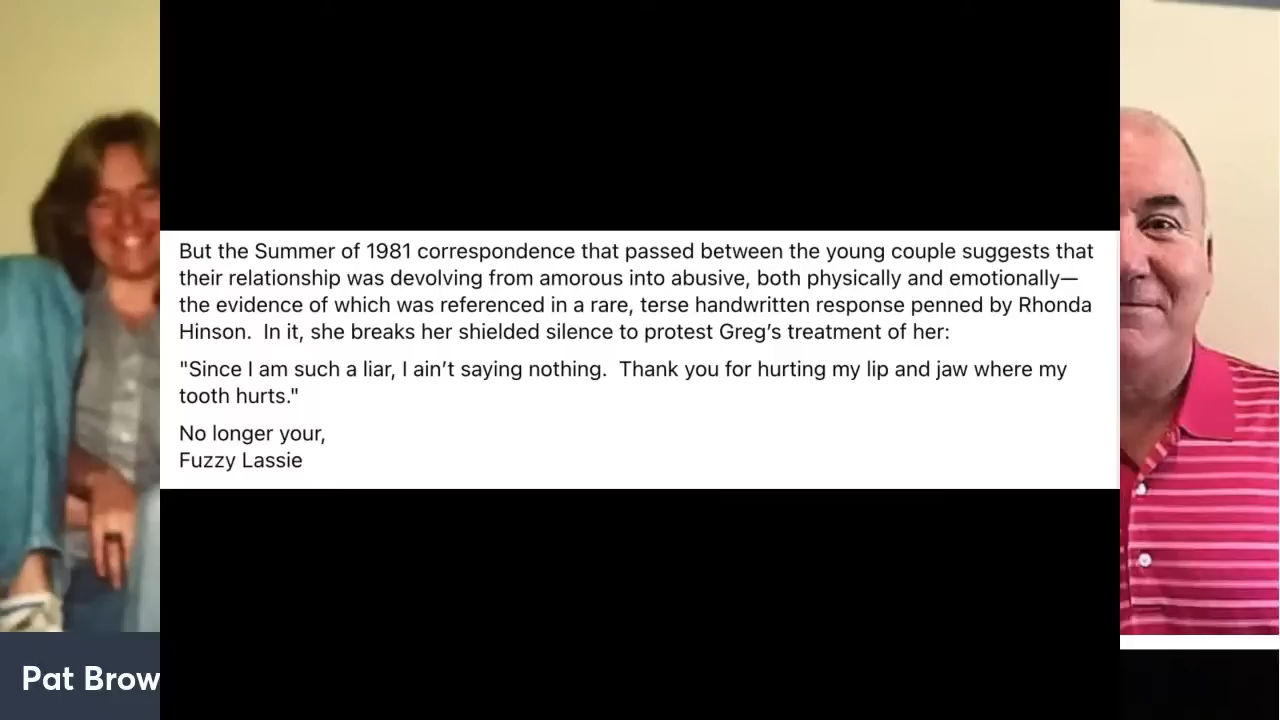 But the Summer of 1981 correspondence that passed between the young couple suggests that
their relationship was devolving from amorous into abusive, both physically and emotionally—
the evidence of which was referenced in a rare, terse handwritten response penned by Rhonda
Hinson.  In it, she breaks her shielded silence to protest Greg’s treatment of her:
"Since I am such a liar, I ain’t saying nothing.  Thank you for hurting my lip and jaw where my
tooth hurts."
No longer your,
Fuzzy Lassie
Pat Brow